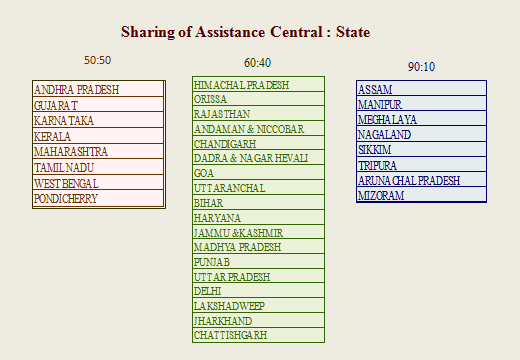 Sharing of Assistance Central : State
50:50
ANDHRA PRADESH
GUJARAT
KARNATAKA
KERALA
MAHARASHTRA
TAMIL NADU
WEST BENGAL
PONDICHERRY
60:40
HIMACHAL PRADESH
ORISSA
RAJASTHAN
ANDAMAN & NICCOBAR
CHANDIGARH
DADRA & NAGAR HEVALI
GOA
UTTARANCHAL
BIHAR
HARYANA
JAMMU &KASHMIR
MADHYA PRADESH
PUNJAB
UTTAR PRADESH
DELHI
LAKSHADWEEP
JHARKHAND
CHATTISHGARH
90:10
ASSAM
MANIPUR
MEGHALAYA
NAGALAND
SIKKIM
TRIPURA
ARUNACHAL PRADESH
MIZORAM